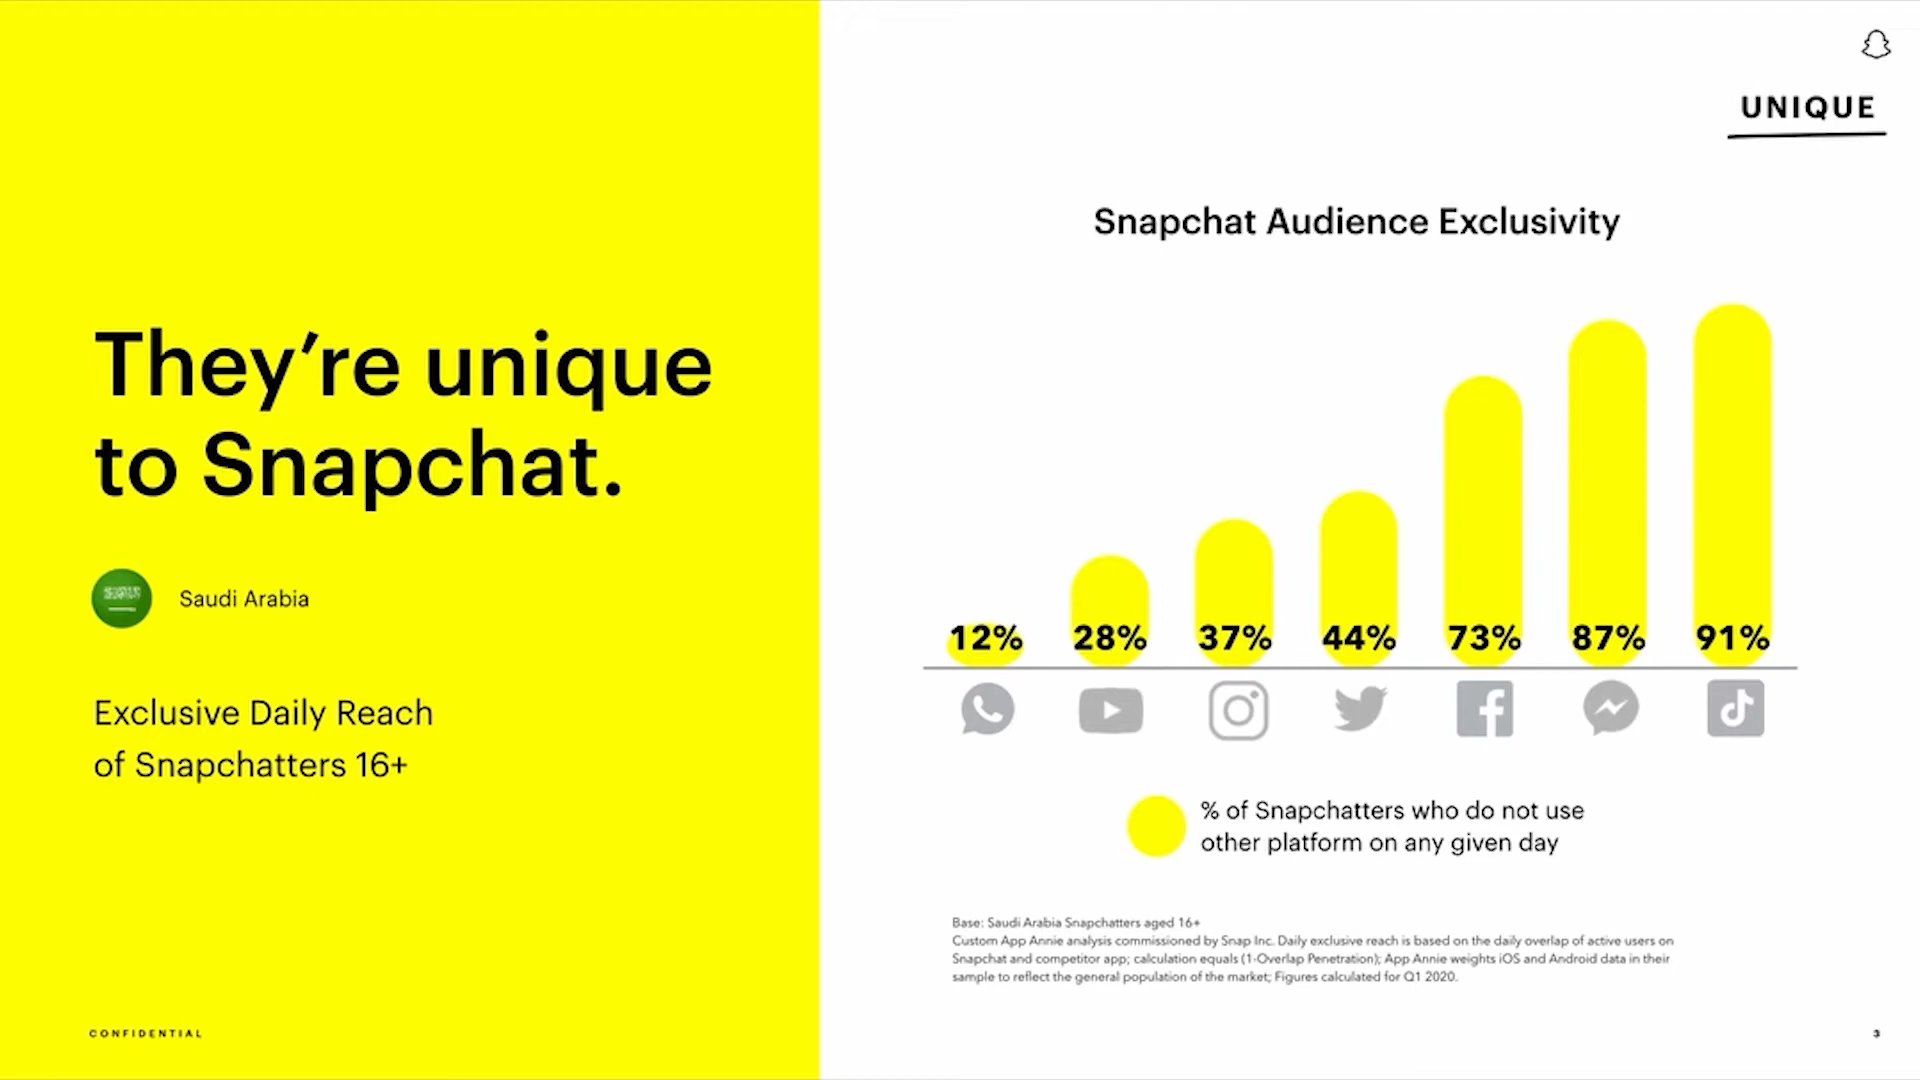 UNIQUE
They’re unique
to Snapchat.
Saudi Arabia
Exclusive Daily Reach
of Snapchatters 16+
CONFIDENTIAL
Snapchat Audience Exclusivity
12% 28% 37% 44% 73% 87% 91%
% of Snapchatters who do not use
other platform on any given day
Base: Saudi Arabia Snapchatters aged 16+
Custom App Annie analysis commissioned by Snap Inc. Daily exclusive reach is based on the daily overlap of active users on
Snapchat and competitor app; calculation equals (1-Overlap Penetration); App Annie weights iOS and Android data in their
sample to reflect the general population of the market; Figures calculated for Q1 2020.
3